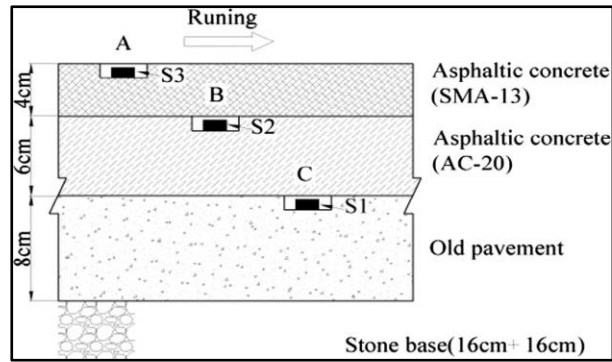 Runing
A
S3
4cm
Asphaltic concrete
(SMA-13)
B
S2
6cm
Asphaltic concrete
(AC-20)
C
S1
8cm
Old pavement
Stone base(16cm+ 16cm)